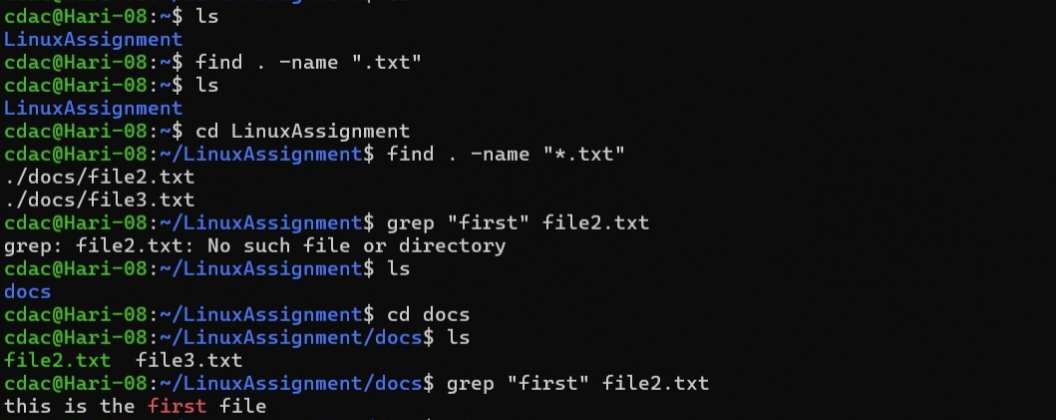 cdac@Hari-08:~$ ls
LinuxAssignment
cdac@Hari-08:~$ find . -name ".txt"
cdac@Hari-08:~$ ls
LinuxAssignment
cdac@Hari-08:~$ cd LinuxAssignment
cdac@Hari-08:~/LinuxAssignment$ find . -name "*.txt"
./docs/file2.txt
./docs/file3.txt
cdac@Hari-08:~/LinuxAssignment$ grep "first" file2.txt
grep: file2.txt: No such file or directory
cdac@Hari-08:~/LinuxAssignment$ ls
docs
cdac@Hari-08:~/LinuxAssignment$ cd docs
cdac@Hari-08:~/LinuxAssignment/docs$ ls
file2.txt  file3.txt
cdac@Hari-08:~/LinuxAssignment/docs$ grep "first" file2.txt
this is the first file